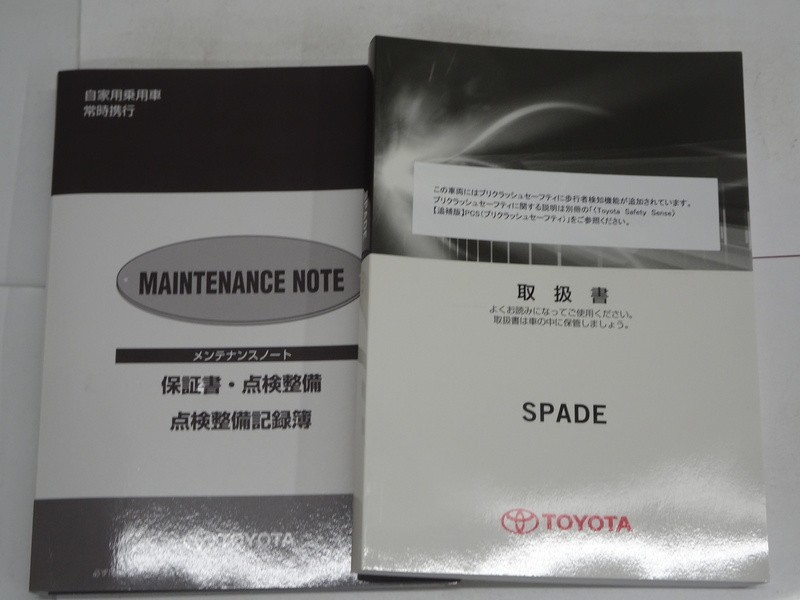 自家用乗用車
常時携行
MAINTENANCE NOTE
メンテナンスノート
保証書・点検整備
点検整備記録簿
TOYOTA
SPADE
この車両にはプリクラッシュセーフティに歩行者検知機能が追加されています。
プリクラッシュセーフティに関する説明は別冊の「(Toyota Safety Sense)
【追補版】PCS(プリクラッシュセーフティ)」をご参照ください。
取扱書
よくお読みになってご使用ください。
取扱書は車の中に保管しましょう。
SPADE
TOYOTA